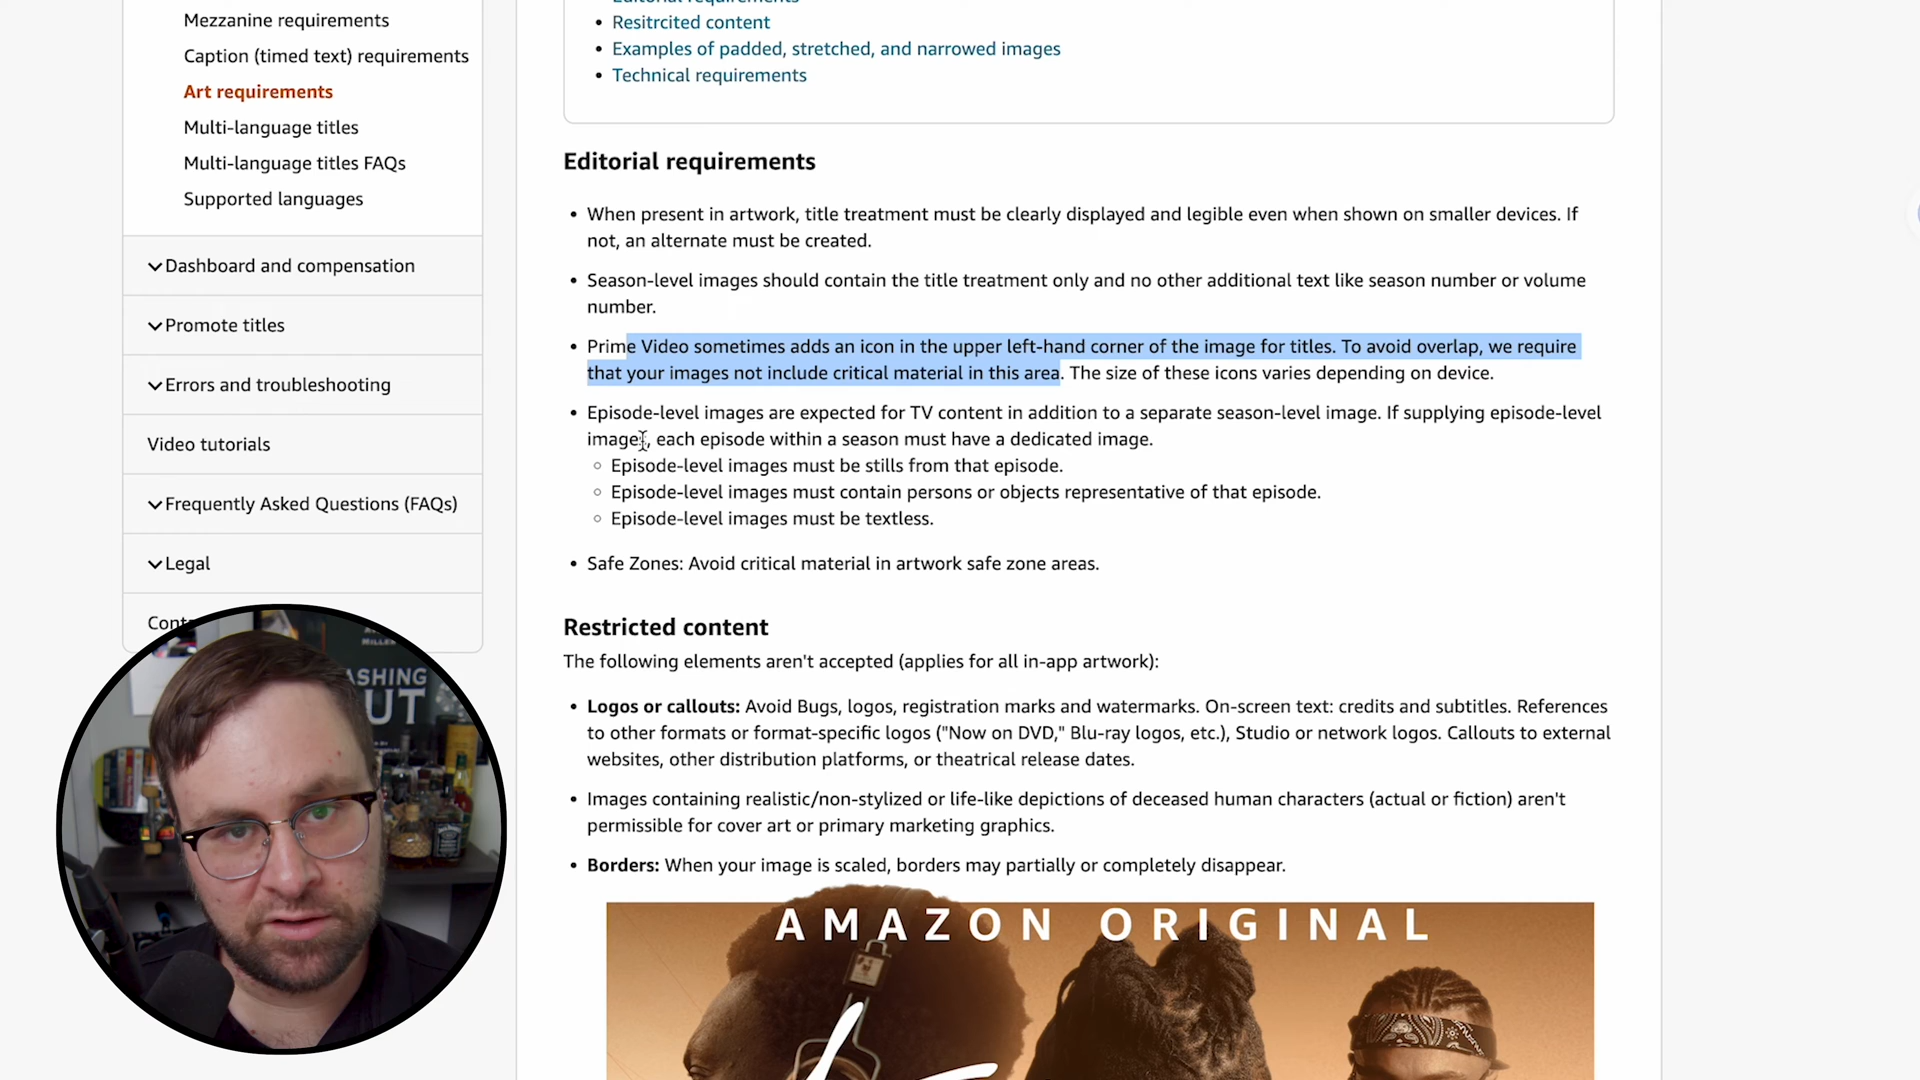 Mezzanine requirements
Caption (timed text) requirements
Art requirements
Multi-language titles
Multi-language titles FAQs
Supported languages
Dashboard and compensation
Promote titles
Errors and troubleshooting
Video tutorials
Frequently Asked Questions (FAQs)
Legal
• Resitrcited content
• Examples of padded, stretched, and narrowed images
• Technical requirements
Editorial requirements
• When present in artwork, title treatment must be clearly displayed and legible even when shown on smaller devices. If
not, an alternate must be created.
• Season-level images should contain the title treatment only and no other additional text like season number or volume
number.
• Prime Video sometimes adds an icon in the upper left-hand corner of the image for titles. To avoid overlap, we require
that your images not include critical material in this area. The size of these icons varies depending on device.
• Episode-level images are expected for TV content in addition to a separate season-level image. If supplying episode-level
images, each episode within a season must have a dedicated image.
◦ Episode-level images must be stills from that episode.
◦ Episode-level images must contain persons or objects representative of that episode.
◦ Episode-level images must be textless.
• Safe Zones: Avoid critical material in artwork safe zone areas.
Restricted content
The following elements aren't accepted (applies for all in-app artwork):
• Logos or callouts: Avoid Bugs, logos, registration marks and watermarks. On-screen text: credits and subtitles. References
to other formats or format-specific logos ("Now on DVD," Blu-ray logos, etc.), Studio or network logos. Callouts to external
websites, other distribution platforms, or theatrical release dates.
• Images containing realistic/non-stylized or life-like depictions of deceased human characters (actual or fiction) aren't
permissible for cover art or primary marketing graphics.
• Borders: When your image is scaled, borders may partially or completely disappear.
AMAZON ORIGINAL